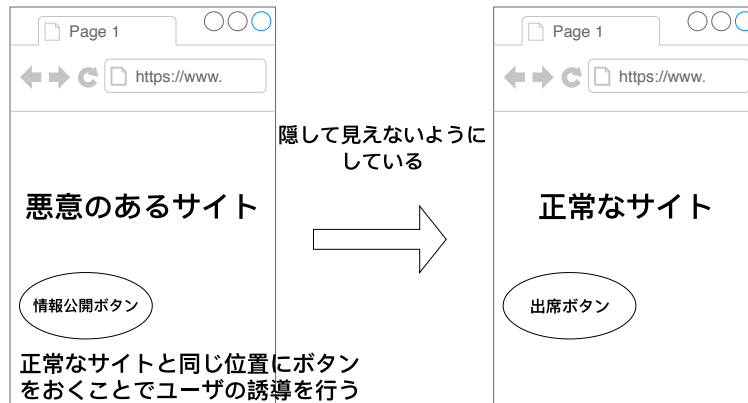 Page 1
https://www.
悪意のあるサイト
情報公開ボタン
正常なサイトと同じ位置にボタン
をおくことでユーザの誘導を行う
隠して見えないように
している
Page 1
https://www.
正常なサイト
出席ボタン